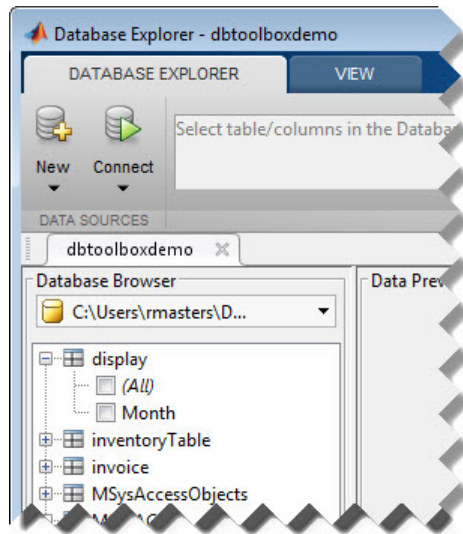 Database Explorer - dbtoolboxdemo
DATABASE EXPLORER VIEW
Select table/columns in the Databa
New Connect
DATA SOURCES
dbtoolboxdemo
Database Browser Data Prev
C:\Users\rmasters\D...
display
(All)
Month
inventoryTable
invoice
MSysAccessObjects